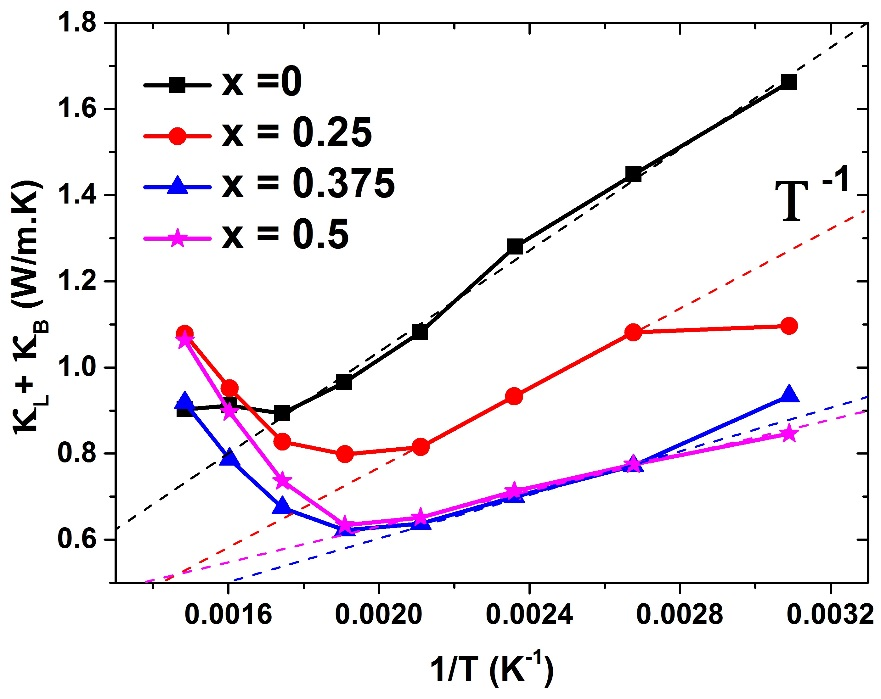 1.8
1.6
1.4
1.2
1.0
0.8
0.6
κL + κB (W/m.K)
x =0
x = 0.25
x = 0.375
x = 0.5
T -1
0.0016
0.0020
0.0024
0.0028
0.0032
1/T (K-1)